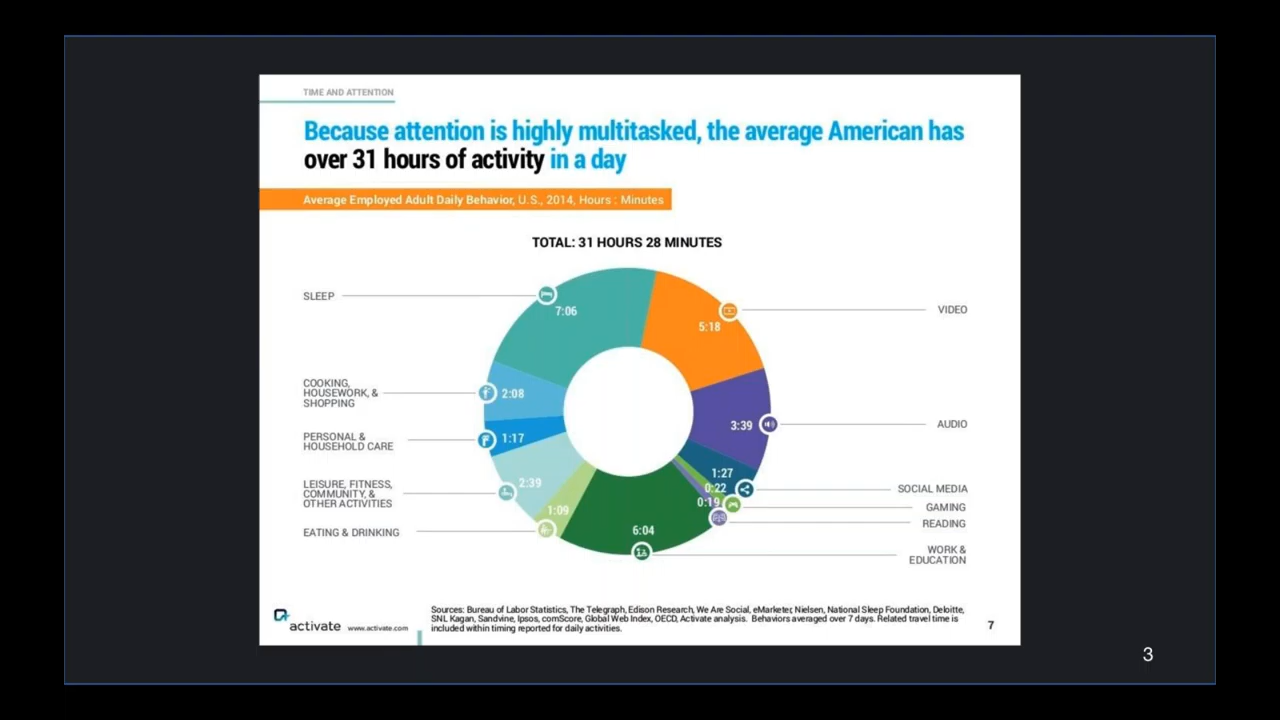 TIME AND ATTENTION
Because attention is highly multitasked, the average American has
over 31 hours of activity in a day
Average Employed Adult Daily Behavior, U.S., 2014, Hours : Minutes
TOTAL: 31 HOURS 28 MINUTES
SLEEP
7:06
VIDEO
5:18
COOKING,
HOUSEWORK, &
SHOPPING
2:08
AUDIO
3:39
PERSONAL &
HOUSEHOLD CARE
1:17
LEISURE, FITNESS,
COMMUNITY, &
OTHER ACTIVITIES
2:39
SOCIAL MEDIA
1:27
GAMING
0:22
READING
0:19
EATING & DRINKING
1:09
WORK &
EDUCATION
6:04
activate www.activate.com
Sources: Bureau of Labor Statistics, The Telegraph, Edison Research, We Are Social, eMarketer, Nielsen, National Sleep Foundation, Deloitte,
SNL Kagan, Sandvine, Ipsos, comScore, Global Web Index, OECD, Activate analysis. Behaviors averaged over 7 days. Related travel time is
included within timing reported for daily activities.
7
3